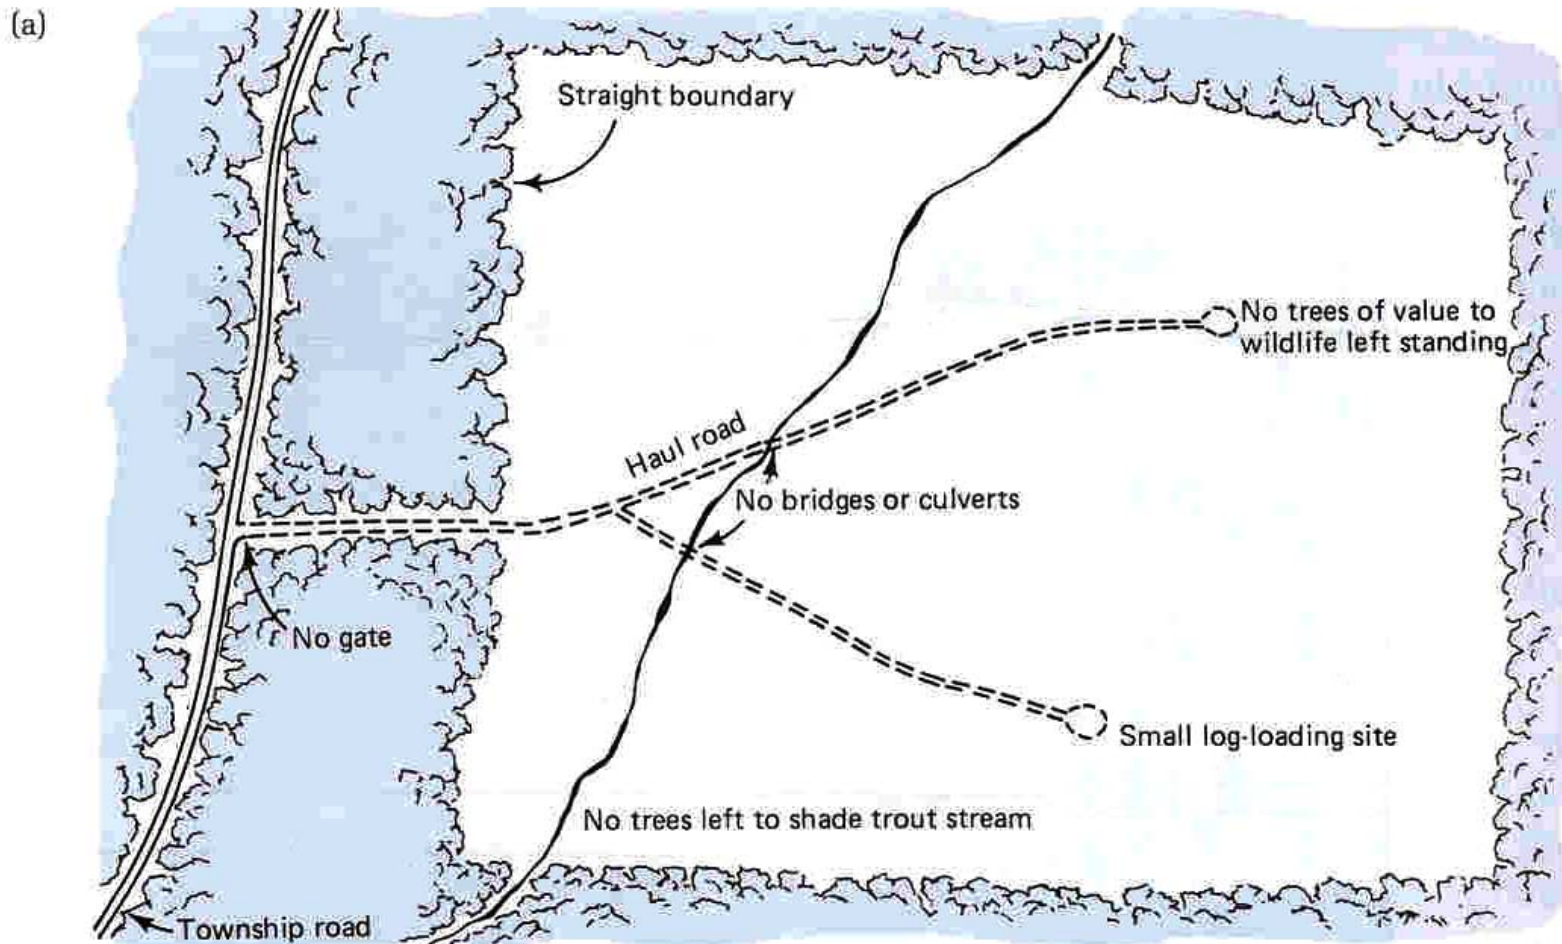 (a)
Straight boundary
No trees of value to
wildlife left standing
Haul road
No bridges or culverts
No gate
Small log-loading site
No trees left to shade trout stream
Township road